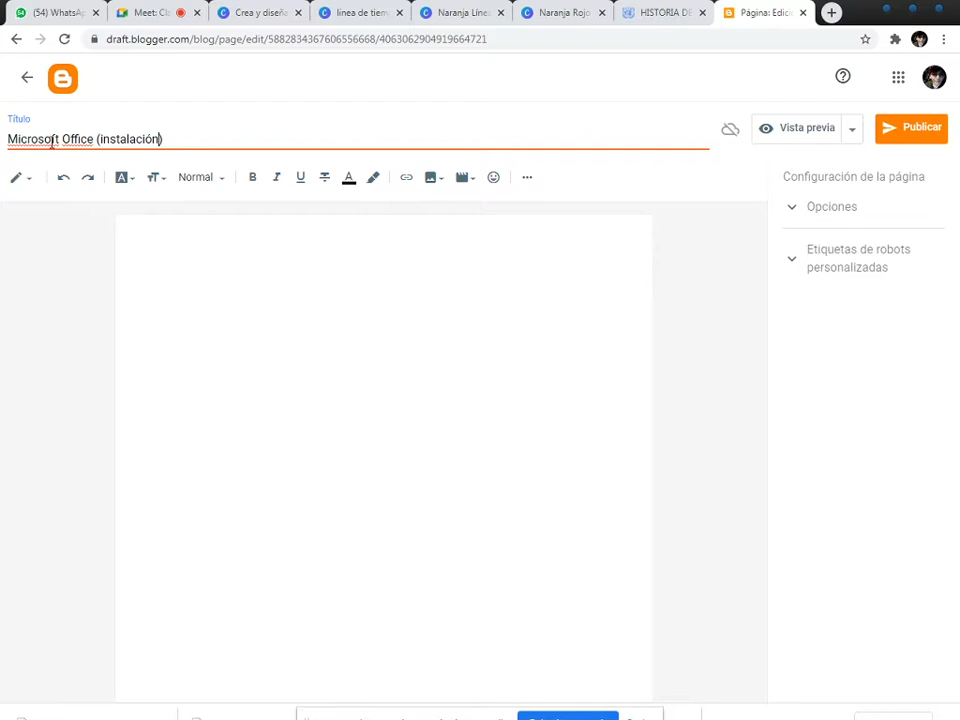 (54) WhatsA
Meet: Cl
Crea y diseña
linea de tiem
Naranja Líne
Naranja Rojo
HISTORIA DE
Página: Edici
draft.blogger.com/blog/page/edit/5882834367606556668/4063062904919664721
Título
Microsoft Office (instalación)
Vista previa
Publicar
Normal
Configuración de la página
Opciones
Etiquetas de robots
personalizadas